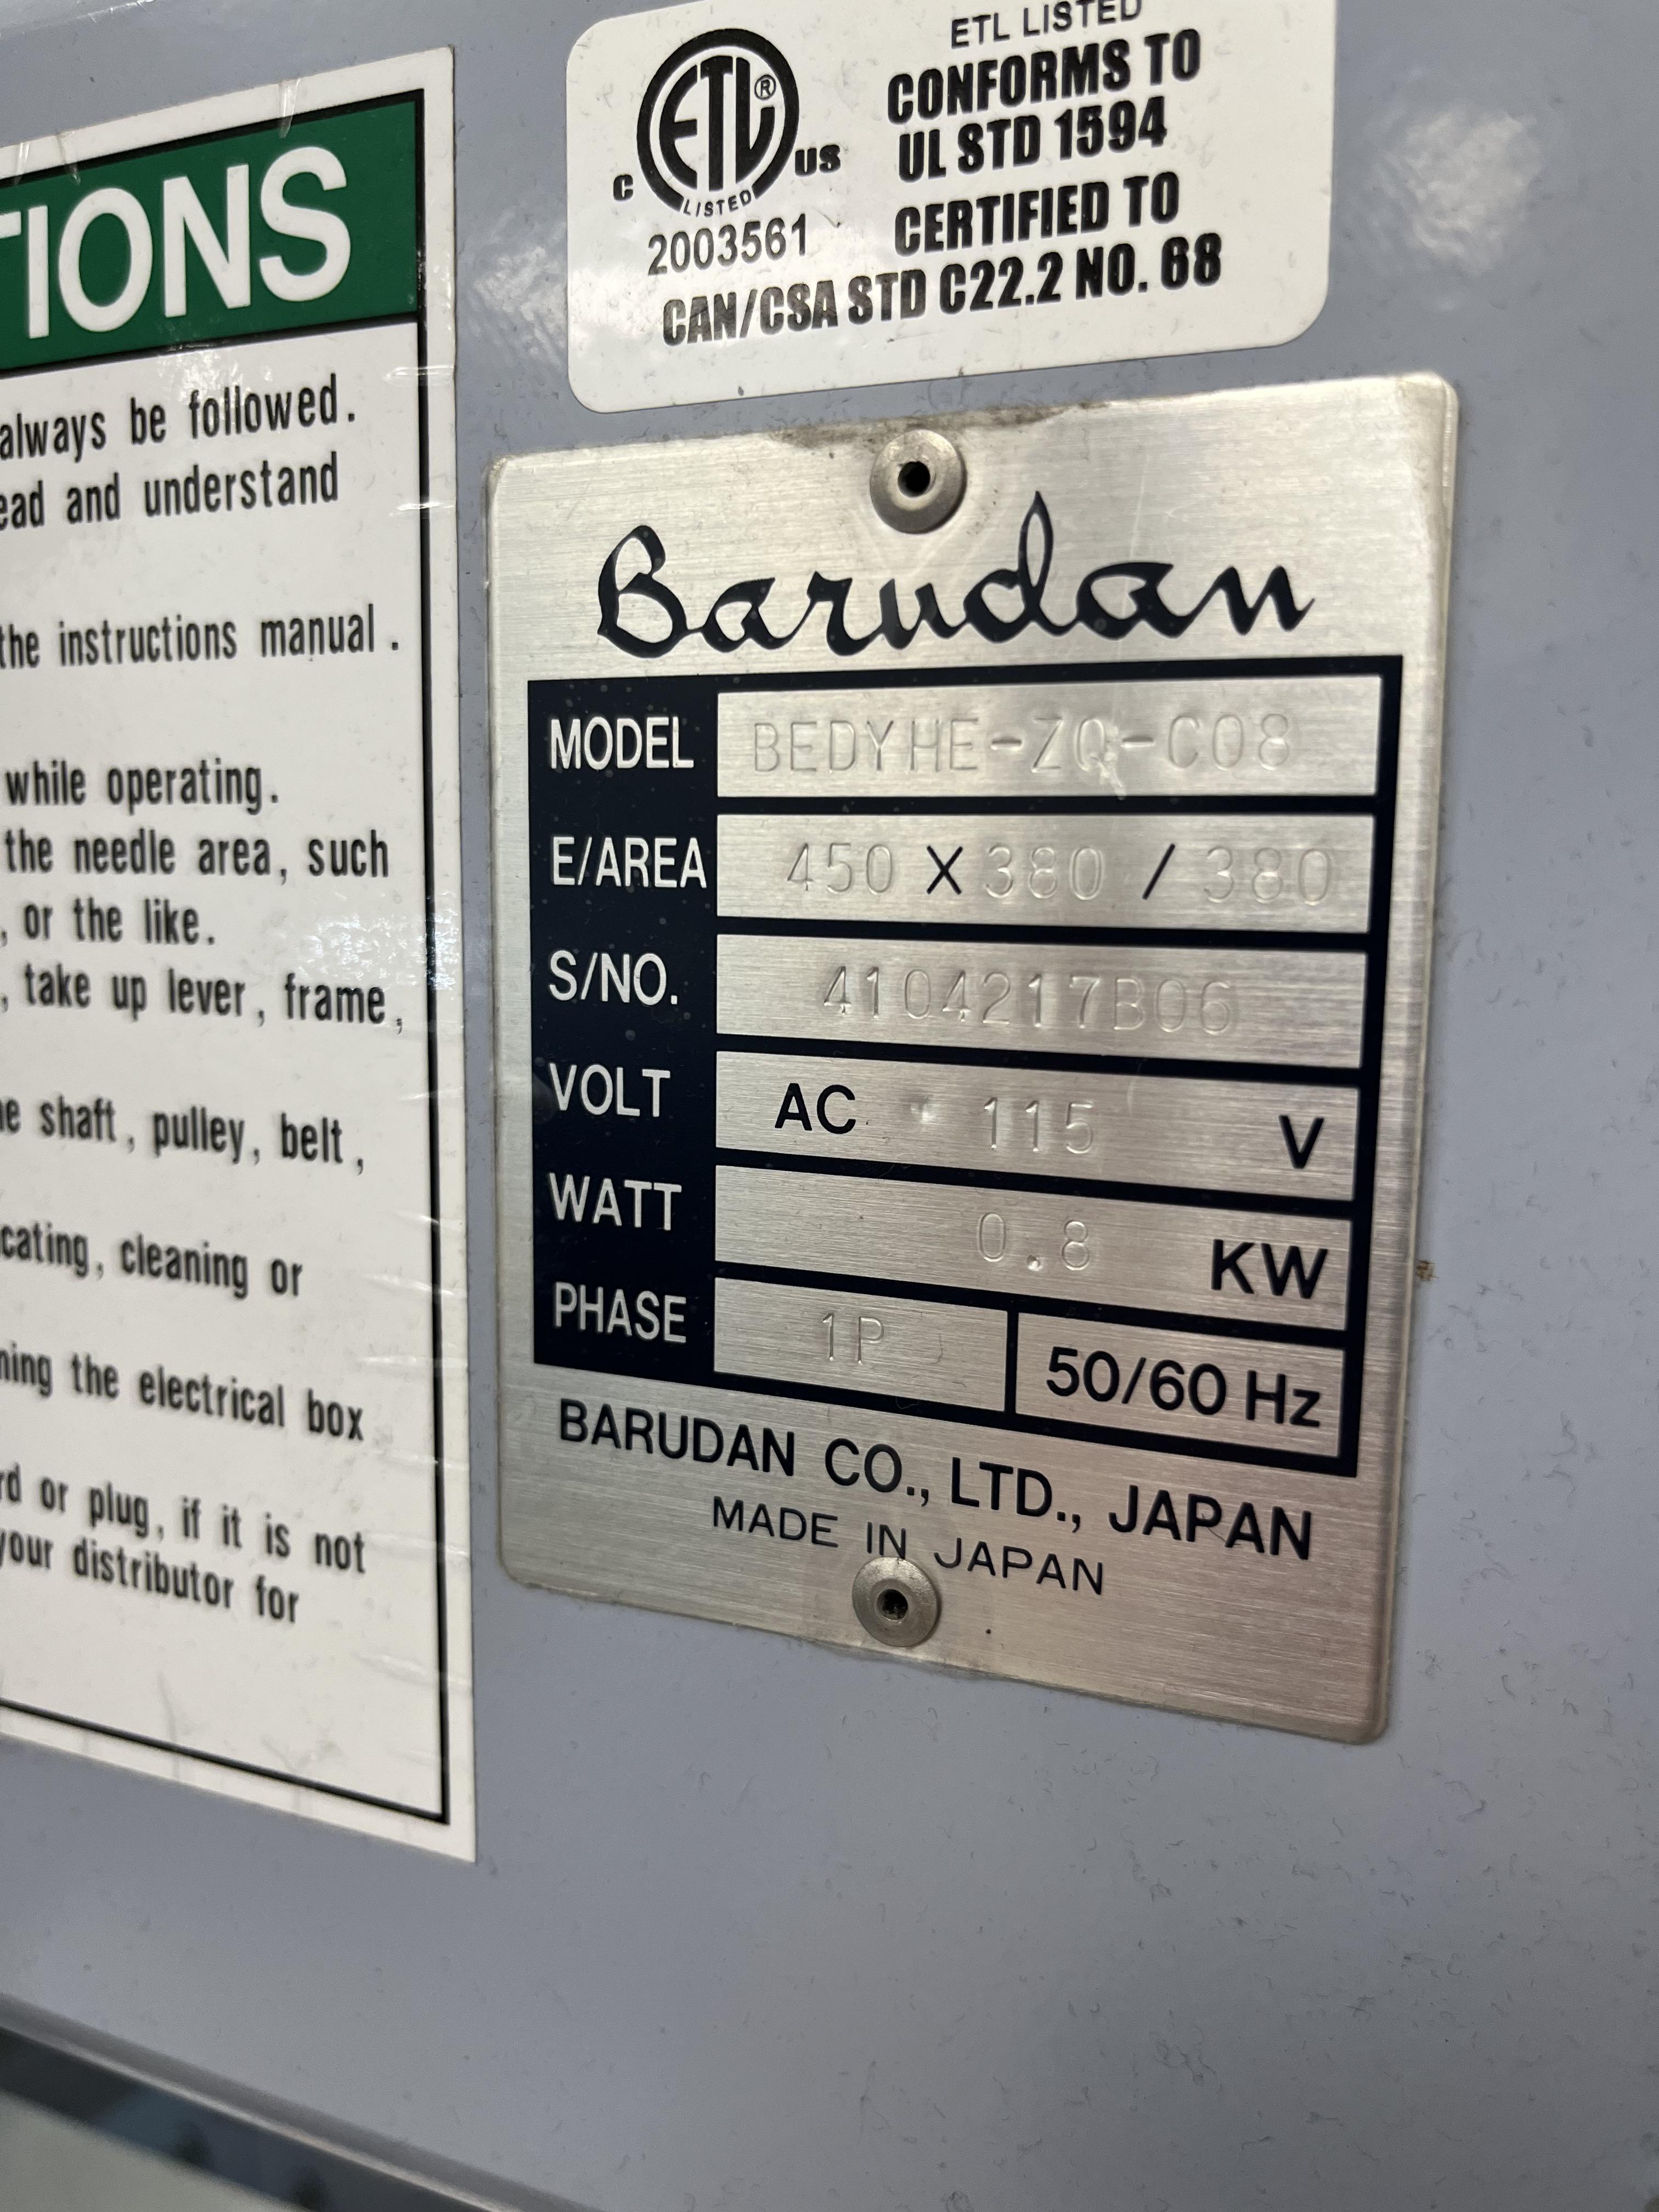 TIONS
always be followed.
ead and understand
the instructions manual.
while operating.
the needle area, such
, or the like.
, take up lever, frame,
e shaft, pulley, belt,
cating, cleaning or
ning the electrical box
rd or plug, if it is not
your distributor for
ETL LISTED
CONFORMS TO
UL STD 1594
CERTIFIED TO
CAN/CSA STD C22.2 NO. 68
C ETL ® US
LISTED
2003561
Barudan
MODEL BEDYHE-ZQ-C08
E/AREA 450 X 380 / 380
S/NO. 4104217B06
VOLT AC 115 V
WATT 0.8 KW
PHASE 1P 50/60 Hz
BARUDAN CO., LTD., JAPAN
MADE IN JAPAN